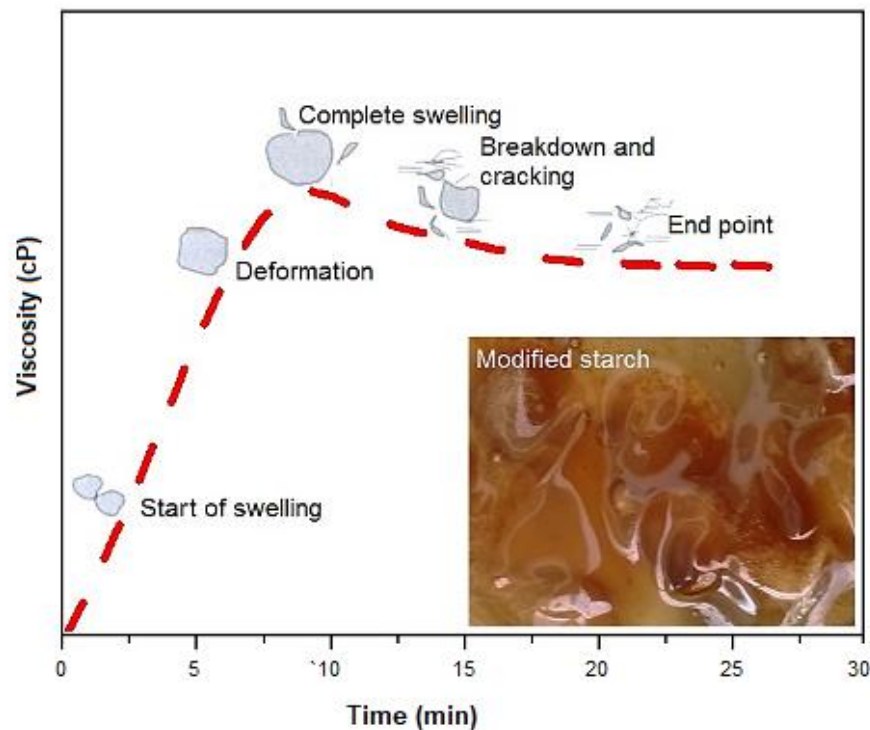 Complete swelling
Breakdown and
cracking
End point
Deformation
Viscosity (cP)
Modified starch
Start of swelling
0
5
`10
15
20
25
30
Time (min)